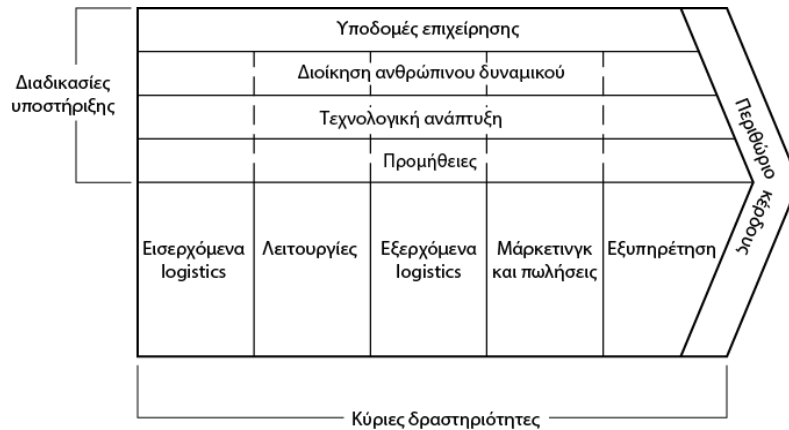 Υποδομές επιχείρησης
Διοίκηση ανθρώπινου δυναμικού
Διαδικασίες
υποστήριξης
Τεχνολογική ανάπτυξη
Προμήθειες
Περιθώριο κέρδους
Εισερχόμενα
logistics
Λειτουργίες
Εξερχόμενα
logistics
Μάρκετινγκ
και πωλήσεις
Εξυπηρέτηση
Κύριες δραστηριότητες